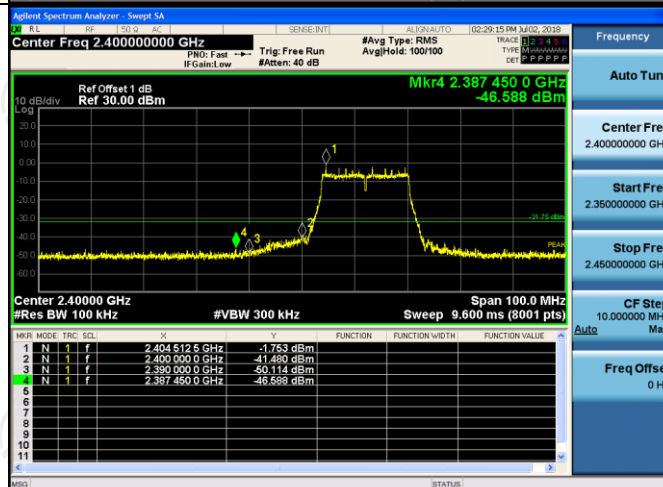 Agilent Spectrum Analyzer - Swept SA
RL RF 50 Ω AC SENSE:INT ALIGNAUTO 02:29:15 PM Jul 02, 2018
Center Freq 2.400000000 GHz
PNO: Fast
IFGain:Low
Trig: Free Run
#Atten: 40 dB
#Avg Type: RMS
Avg|Hold: 100/100
TRACE 1 2 3 4 5 6
TYPE M
DET P P P P P P
Frequency
Auto Tun
Center Fre
2.400000000 GH
Start Fre
2.350000000 GH
Stop Fre
2.450000000 GH
CF Step
10.000000 MH
Auto Ma
Freq Offse
0 H
Mkr4 2.387 450 0 GHz
-46.588 dBm
Ref Offset 1 dB
Ref 30.00 dBm
10 dB/div
Log
20.0
10.0
0.00
-10.0
-20.0
-30.0
-40.0
-50.0
-60.0
1
2
3
4
-31.75 dBm
PEAK
Center 2.40000 GHz
#Res BW 100 kHz
#VBW 300 kHz
Span 100.0 MHz
Sweep 9.600 ms (8001 pts)
MKR MODE TRC SCL X Y FUNCTION FUNCTION WIDTH FUNCTION VALUE
1 N 1 f 2.404 512 5 GHz -1.753 dBm
2 N 1 f 2.400 000 0 GHz -41.480 dBm
3 N 1 f 2.390 000 0 GHz -50.114 dBm
4 N 1 f 2.387 450 0 GHz -46.588 dBm
5
6
7
8
9
10
11
MSG STATUS